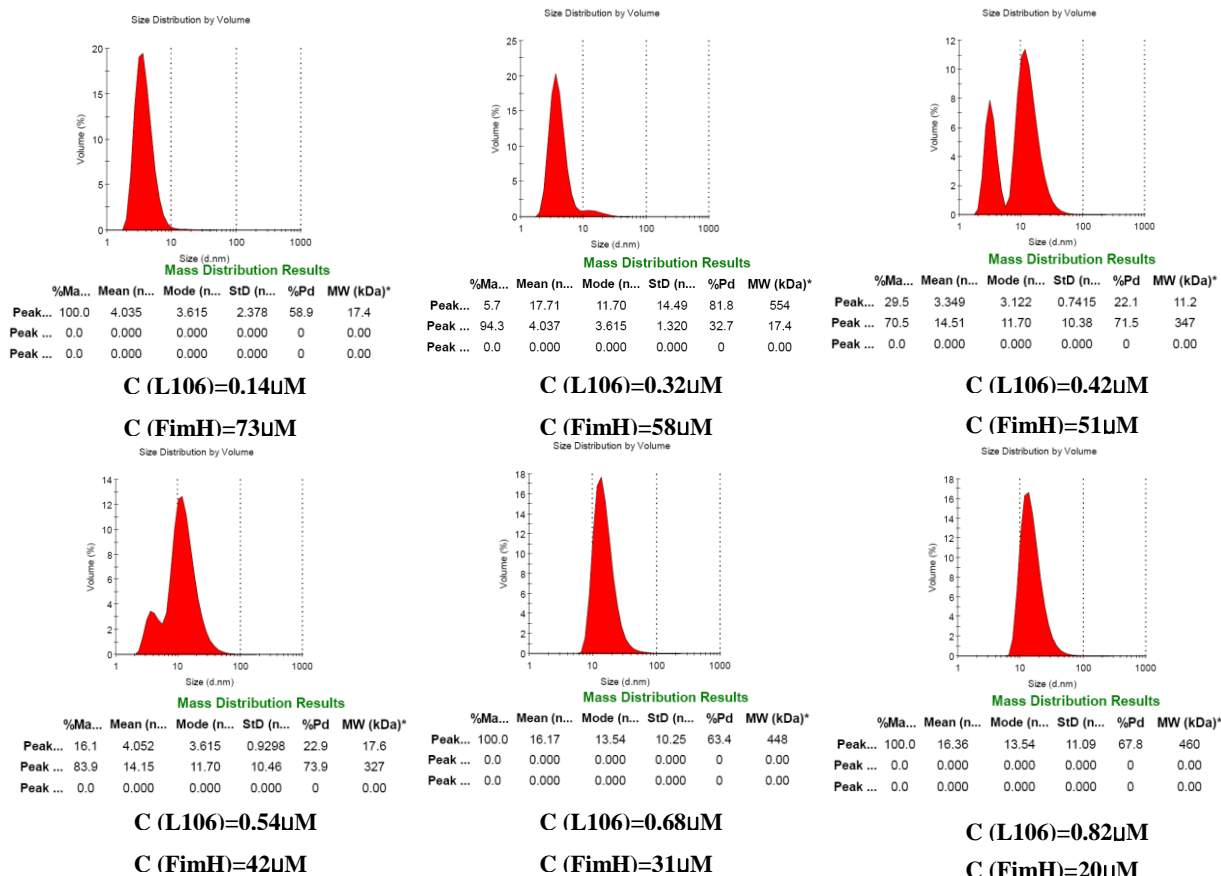 Size Distribution by Volume
20
15
10
5
0
Volume (%)
1 10 100 1000
Size (d.nm)
Mass Distribution Results
%Ma... Mean (n... Mode (n... StD (n... %Pd MW (kDa)*
Peak... 100.0 4.035 3.615 2.378 58.9 17.4
Peak ... 0.0 0.000 0.000 0.000 0 0.00
Peak ... 0.0 0.000 0.000 0.000 0 0.00
C (L106)=0.14µM
C (FimH)=73µM
Size Distribution by Volume
25
20
15
10
5
0
Volume (%)
1 10 100 1000
Size (d.nm)
Mass Distribution Results
%Ma... Mean (n... Mode (n... StD (n... %Pd MW (kDa)*
Peak... 5.7 17.71 11.70 14.49 81.8 554
Peak ... 94.3 4.037 3.615 1.320 32.7 17.4
Peak ... 0.0 0.000 0.000 0.000 0 0.00
C (L106)=0.32µM
C (FimH)=58µM
Size Distribution by Volume
12
10
8
6
4
2
0
Volume (%)
1 10 100 1000
Size (d.nm)
Mass Distribution Results
%Ma... Mean (n... Mode (n... StD (n... %Pd MW (kDa)*
Peak... 29.5 3.349 3.122 0.7415 22.1 11.2
Peak ... 70.5 14.51 11.70 10.38 71.5 347
Peak ... 0.0 0.000 0.000 0.000 0 0.00
C (L106)=0.42µM
C (FimH)=51µM
Size Distribution by Volume
14
12
10
8
6
4
2
0
Volume (%)
1 10 100 1000
Size (d.nm)
Mass Distribution Results
%Ma... Mean (n... Mode (n... StD (n... %Pd MW (kDa)*
Peak... 16.1 4.052 3.615 0.9298 22.9 17.6
Peak ... 83.9 14.15 11.70 10.46 73.9 327
Peak ... 0.0 0.000 0.000 0.000 0 0.00
C (L106)=0.54µM
C (FimH)=42µM
Size Distribution by Volume
18
16
14
12
10
8
6
4
2
0
Volume (%)
1 10 100 1000
Size (d.nm)
Mass Distribution Results
%Ma... Mean (n... Mode (n... StD (n... %Pd MW (kDa)*
Peak... 100.0 16.17 13.54 10.25 63.4 448
Peak ... 0.0 0.000 0.000 0.000 0 0.00
Peak ... 0.0 0.000 0.000 0.000 0 0.00
C (L106)=0.68µM
C (FimH)=31µM
Size Distribution by Volume
18
16
14
12
10
8
6
4
2
0
Volume (%)
1 10 100 1000
Size (d.nm)
Mass Distribution Results
%Ma... Mean (n... Mode (n... StD (n... %Pd MW (kDa)*
Peak... 100.0 16.36 13.54 11.09 67.8 460
Peak ... 0.0 0.000 0.000 0.000 0 0.00
Peak ... 0.0 0.000 0.000 0.000 0 0.00
C (L106)=0.82µM
C (FimH)=20µM